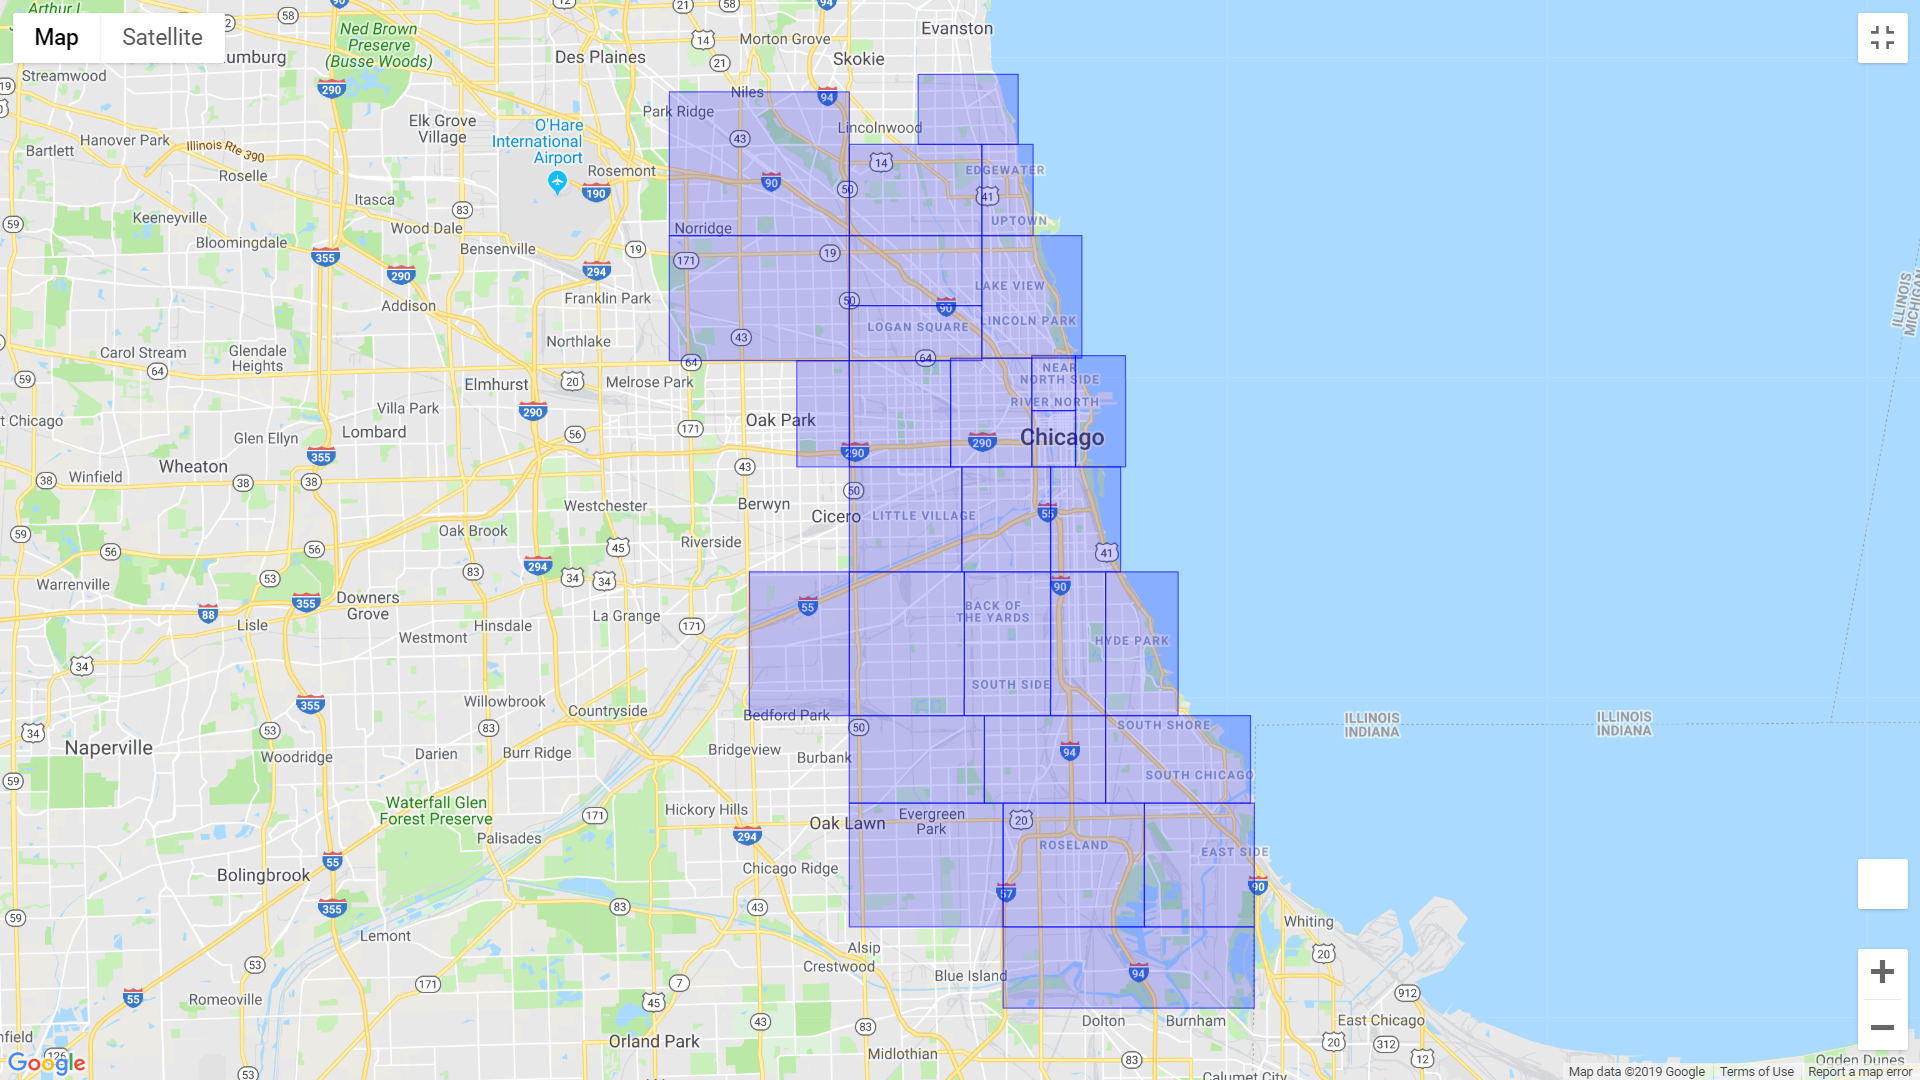 Map
Satellite
Arthur J.
Ned Brown
Preserve
(Busse Woods)
Streamwood
Hanover Park
Bartlett
Illinois Rte 390
Roselle
Keeneyville
Bloomingdale
Itasca
Wood Dale
Bensenville
Addison
Elk Grove
Village
O'Hare
International
Airport
Rosemont
Des Plaines
Park Ridge
Niles
Morton Grove
Skokie
Evanston
Lincolnwood
EDGEWATER
UPTOWN
Norridge
Franklin Park
Northlake
LAKE VIEW
LINCOLN PARK
LOGAN SQUARE
Carol Stream
Glendale
Heights
Elmhurst
Melrose Park
Villa Park
Lombard
Glen Ellyn
Wheaton
Winfield
t Chicago
Oak Park
NEAR
NORTH SIDE
RIVER NORTH
Chicago
Westchester
Berwyn
Cicero
LITTLE VILLAGE
Oak Brook
Riverside
Warrenville
Downers
Grove
Lisle
Westmont
Hinsdale
La Grange
BACK OF
THE YARDS
HYDE PARK
SOUTH SIDE
Willowbrook
Countryside
Bedford Park
SOUTH SHORE
SOUTH CHICAGO
Naperville
Woodridge
Darien
Burr Ridge
Bridgeview
Burbank
Waterfall Glen
Forest Preserve
Palisades
Hickory Hills
Oak Lawn
Evergreen
Park
ROSELAND
EAST SIDE
Bolingbrook
Chicago Ridge
Lemont
Alsip
Crestwood
Blue Island
Whiting
Romeoville
Orland Park
Midlothian
Dolton
Burnham
East Chicago
Calumet City
Ogden Dunes
ILLINOIS
MICHIGAN
ILLINOIS
INDIANA
ILLINOIS
INDIANA
Google
Map data ©2019 Google
Terms of Use
Report a map error